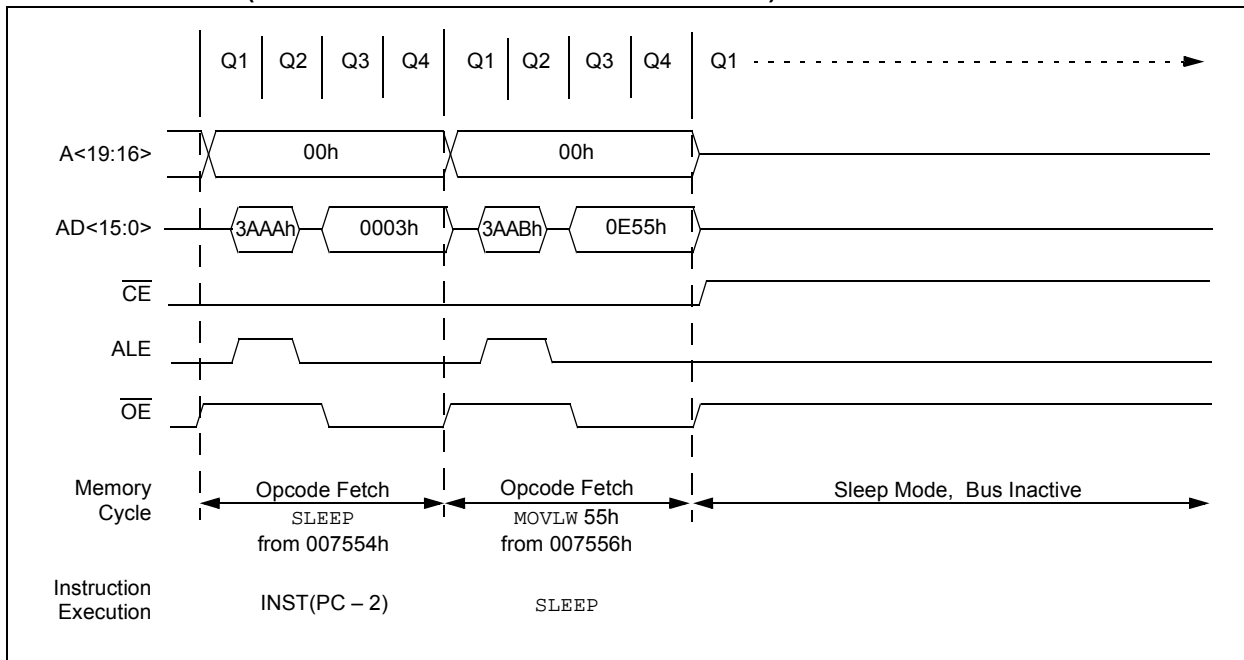 Q1 Q2 Q3 Q4 Q1 Q2 Q3 Q4 Q1
A<19:16> 00h 00h
AD<15:0> 3AAAh 0003h 3AABh 0E55h
CE
ALE
OE
Memory Cycle
Opcode Fetch
SLEEP
from 007554h
Opcode Fetch
MOVLW 55h
from 007556h
Sleep Mode, Bus Inactive
Instruction Execution
INST(PC – 2)
SLEEP